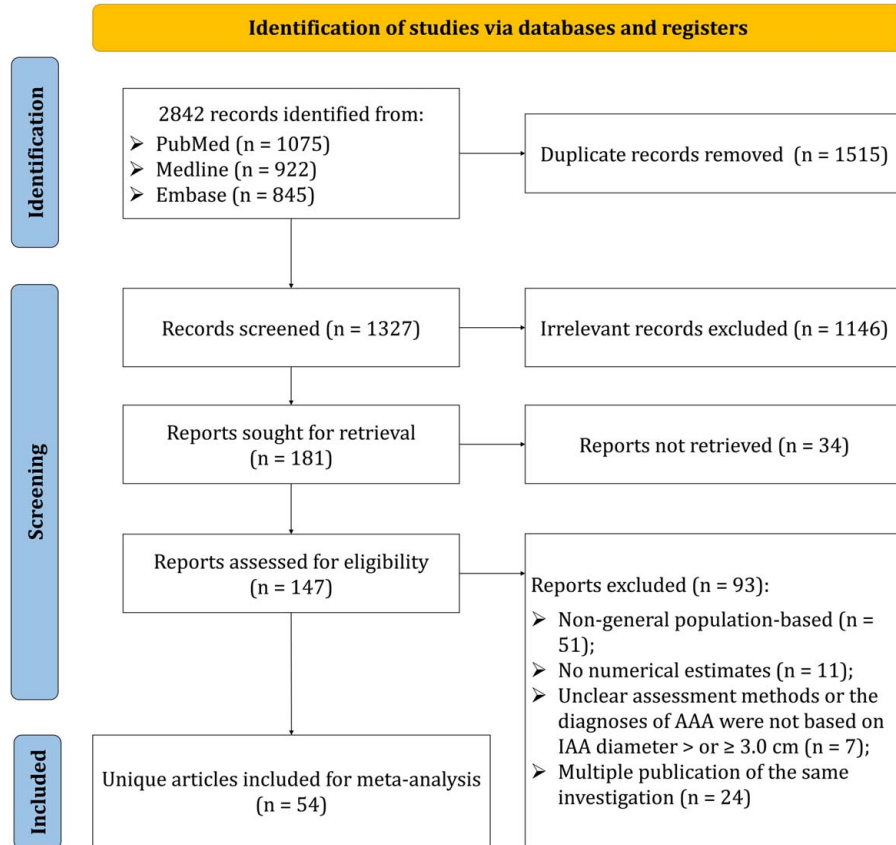 Identification of studies via databases and registers
Identification
2842 records identified from:
➢ PubMed (n = 1075)
➢ Medline (n = 922)
➢ Embase (n = 845)
Duplicate records removed (n = 1515)
Screening
Records screened (n = 1327)
Irrelevant records excluded (n = 1146)
Reports sought for retrieval
(n = 181)
Reports not retrieved (n = 34)
Reports assessed for eligibility
(n = 147)
Reports excluded (n = 93):
➢ Non-general population-based (n =
51);
➢ No numerical estimates (n = 11);
➢ Unclear assessment methods or the
diagnoses of AAA were not based on
IAA diameter > or ≥ 3.0 cm (n = 7);
➢ Multiple publication of the same
investigation (n = 24)
Included
Unique articles included for meta-analysis
(n = 54)